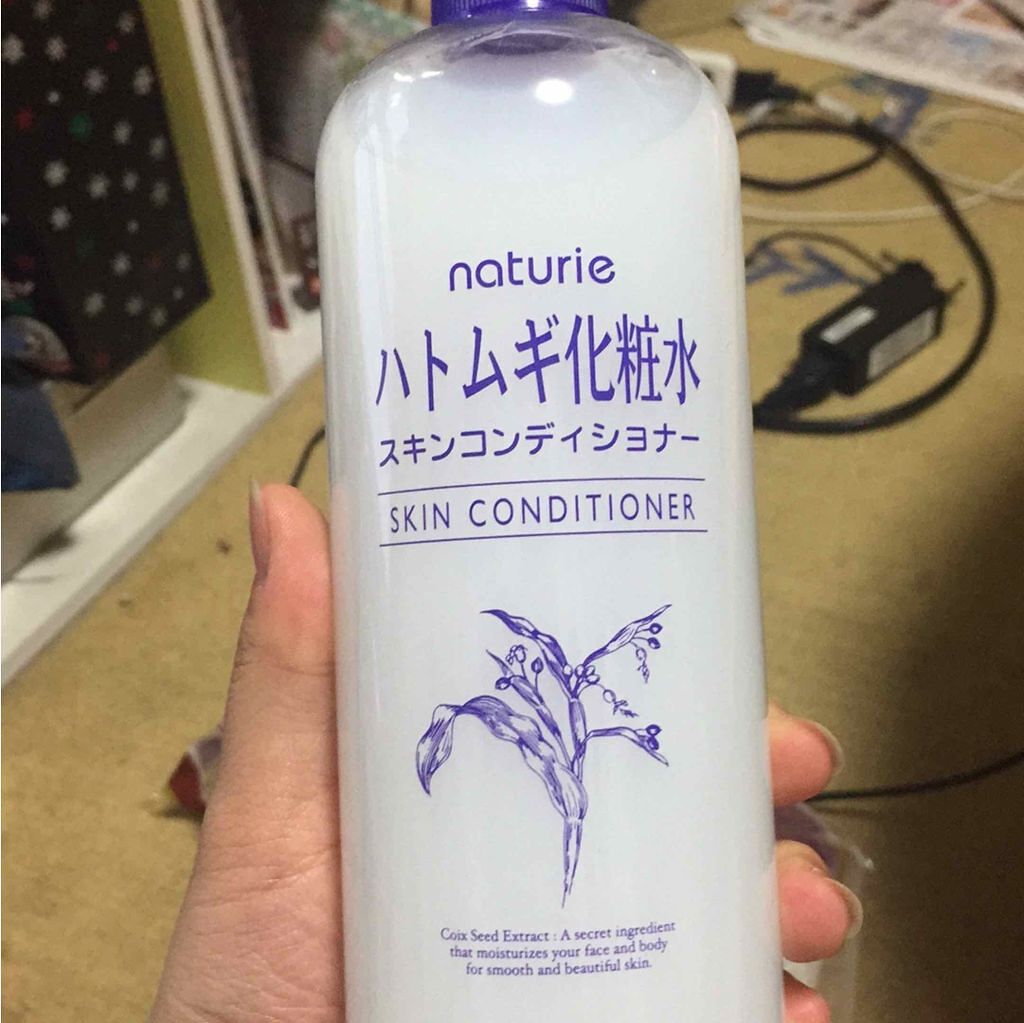 naturie
ハトムギ化粧水
スキンコンディショナー
SKIN CONDITIONER
Coix Seed Extract : A secret ingredient
that moisturizes your face and body
for smooth and beautiful skin.